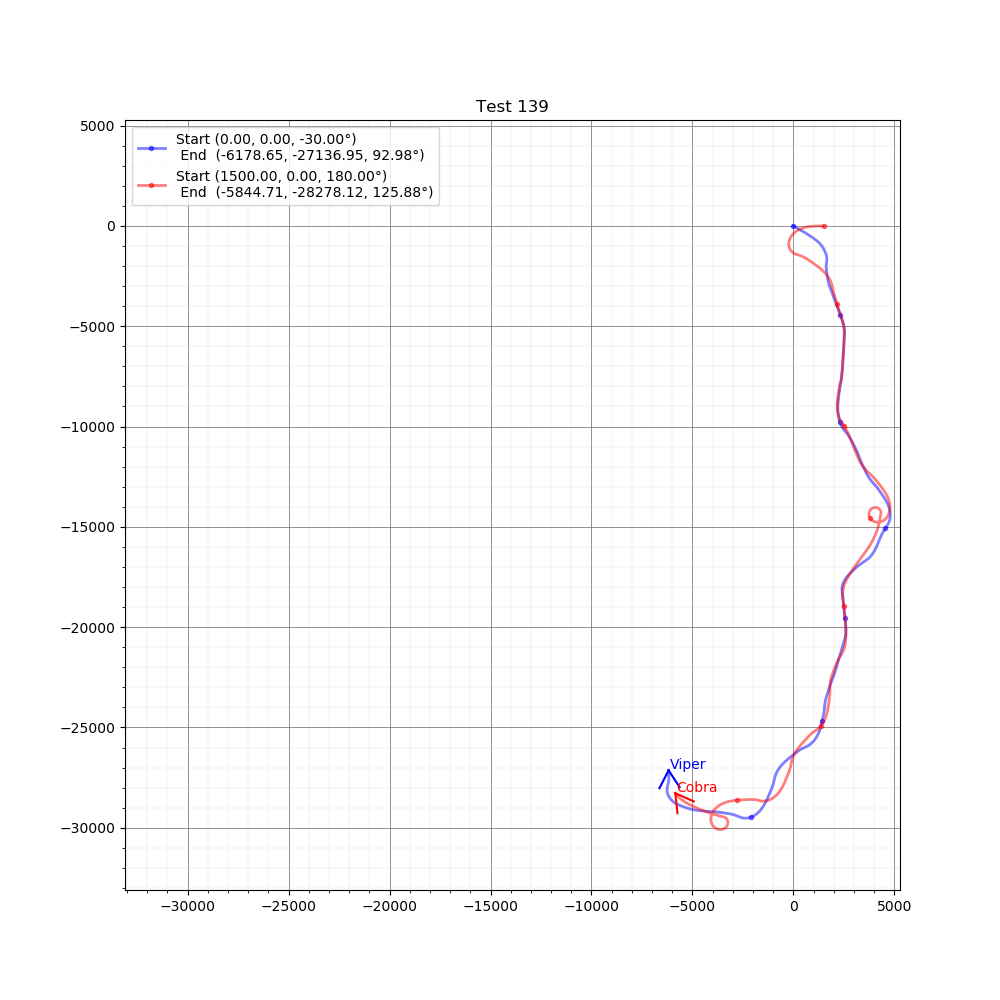 Test 139
Start (0.00, 0.00, -30.00°)
End (-6178.65, -27136.95, 92.98°)
Start (1500.00, 0.00, 180.00°)
End (-5844.71, -28278.12, 125.88°)
5000
0
−5000
−10000
−15000
−20000
−25000
−30000
Viper
Cobra
−30000 −25000 −20000 −15000 −10000 −5000 0 5000